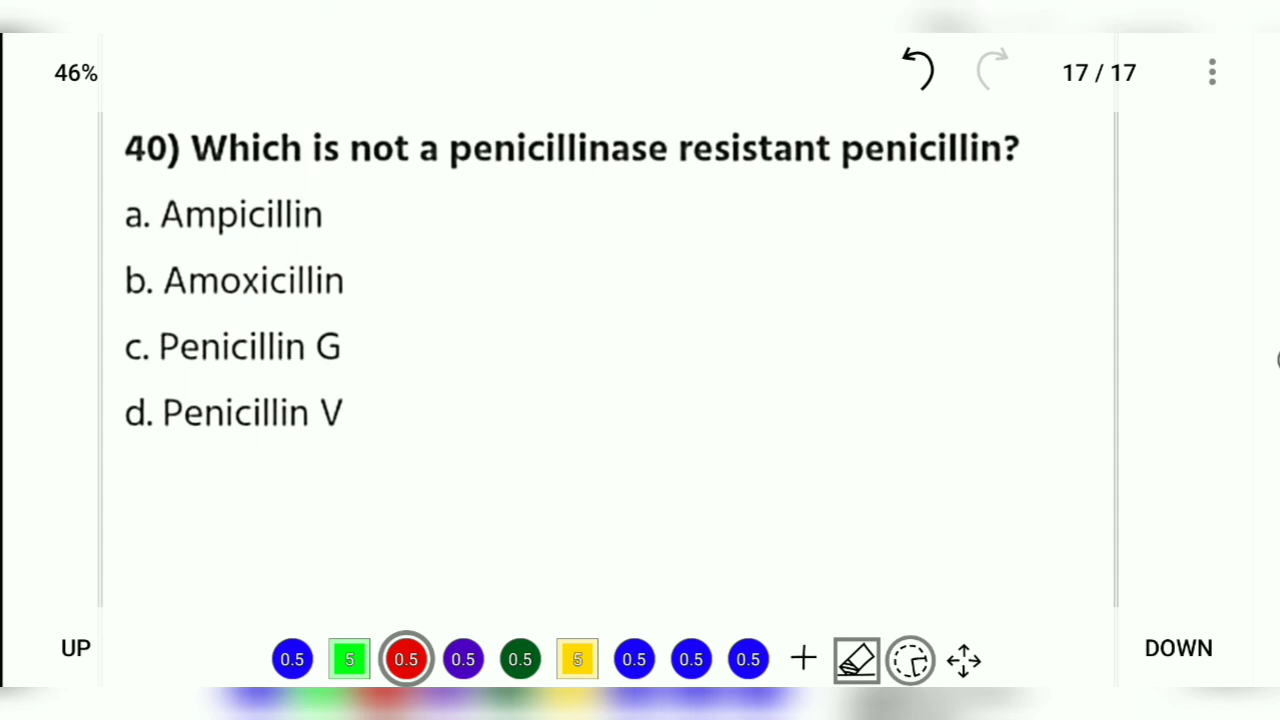 46%
17 / 17
40) Which is not a penicillinase resistant penicillin?
a. Ampicillin
b. Amoxicillin
c. Penicillin G
d. Penicillin V
UP
0.5 5 0.5 0.5 0.5 5 0.5 0.5 0.5
DOWN